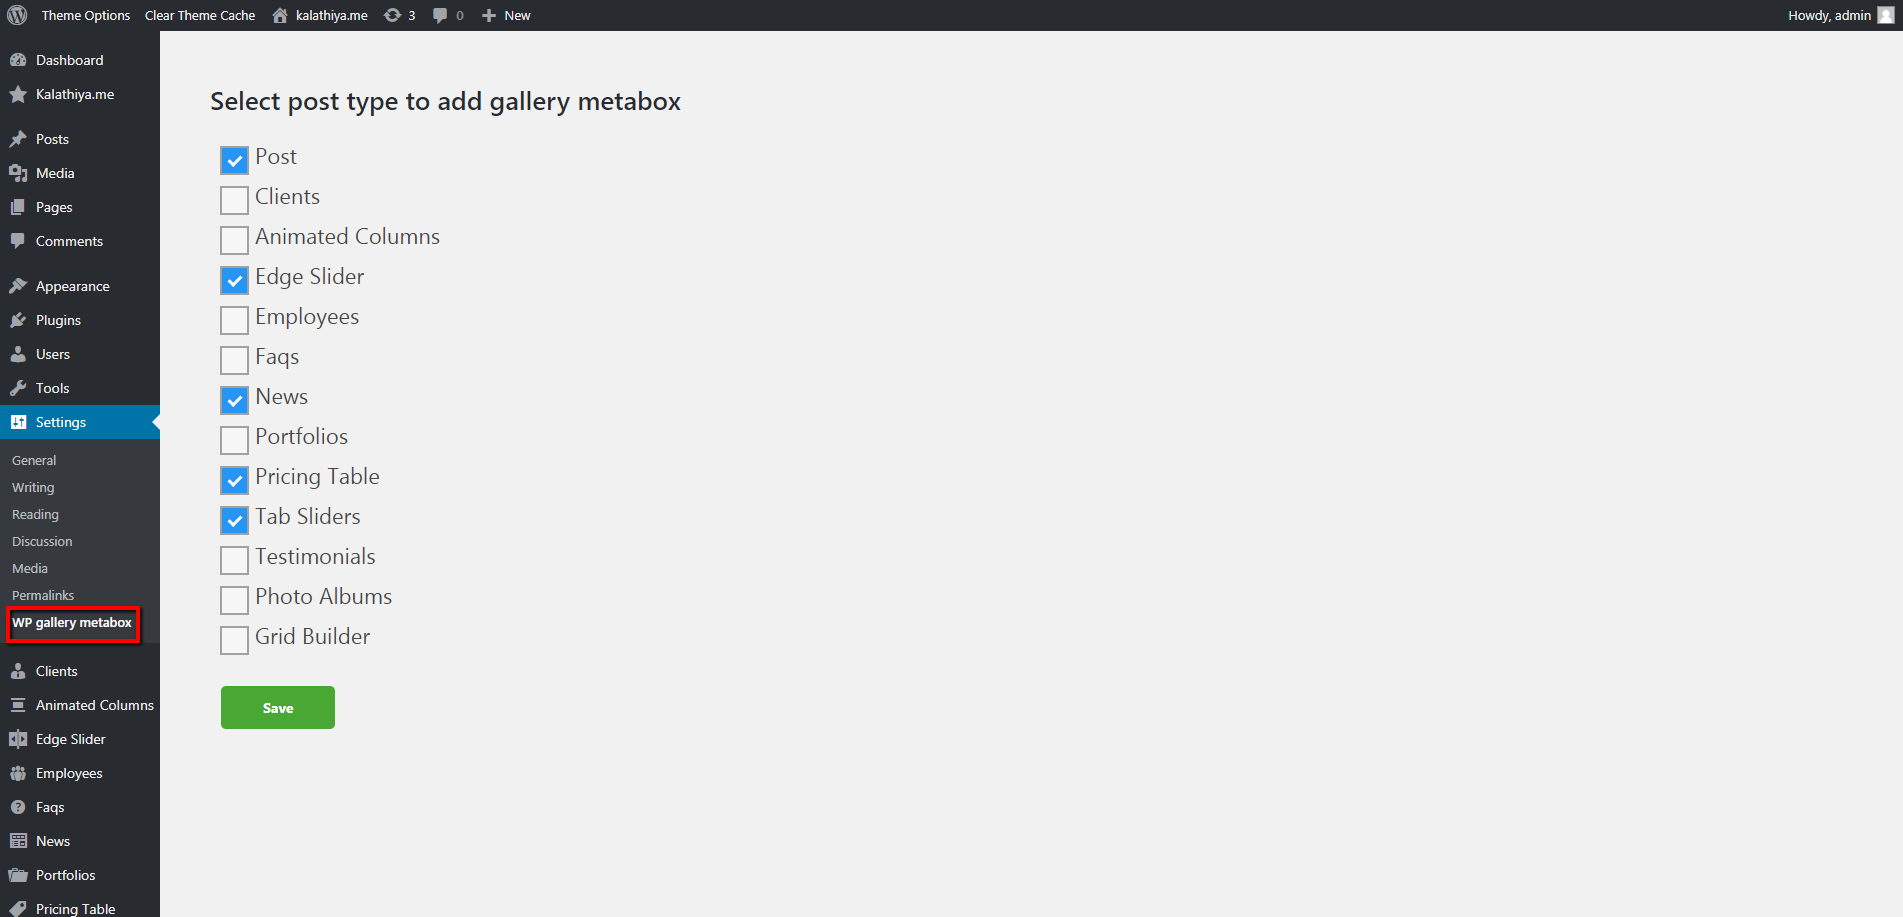 Theme Options Clear Theme Cache kalathiya.me 3 0 New Howdy, admin
Dashboard
Kalathiya.me
Posts
Media
Pages
Comments
Appearance
Plugins
Users
Tools
Settings
General
Writing
Reading
Discussion
Media
Permalinks
WP gallery metabox
Clients
Animated Columns
Edge Slider
Employees
Faqs
News
Portfolios
Pricing Table
Select post type to add gallery metabox
Post
Clients
Animated Columns
Edge Slider
Employees
Faqs
News
Portfolios
Pricing Table
Tab Sliders
Testimonials
Photo Albums
Grid Builder
Save